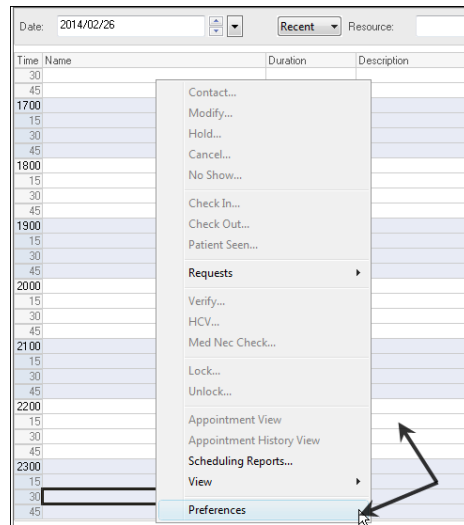 Date: 2014/02/26 Recent Resource:
Time Name Duration Description
30
45
1700
15
30
45
1800
15
30
45
1900
15
30
45
2000
15
30
45
2100
15
30
45
2200
15
30
45
2300
15
30
45
Contact...
Modify...
Hold...
Cancel...
No Show...
Check In...
Check Out...
Patient Seen...
Requests
Verify...
HCV...
Med Nec Check...
Lock...
Unlock...
Appointment View
Appointment History View
Scheduling Reports...
View
Preferences